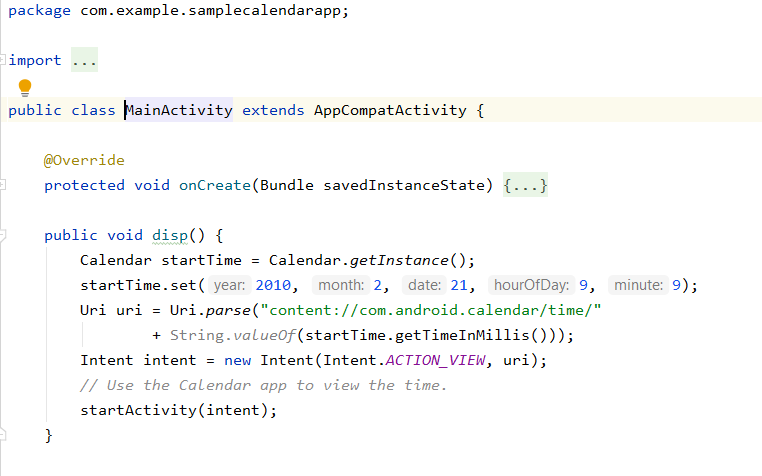 package com.example.samplecalendarapp;
import ...
public class MainActivity extends AppCompatActivity {
@Override
protected void onCreate(Bundle savedInstanceState) {...}
public void disp() {
Calendar startTime = Calendar.getInstance();
startTime.set( year: 2010, month: 2, date: 21, hourOfDay: 9, minute: 9);
Uri uri = Uri.parse("content://com.android.calendar/time/"
+ String.valueOf(startTime.getTimeInMillis()));
Intent intent = new Intent(Intent.ACTION_VIEW, uri);
// Use the Calendar app to view the time.
startActivity(intent);
}